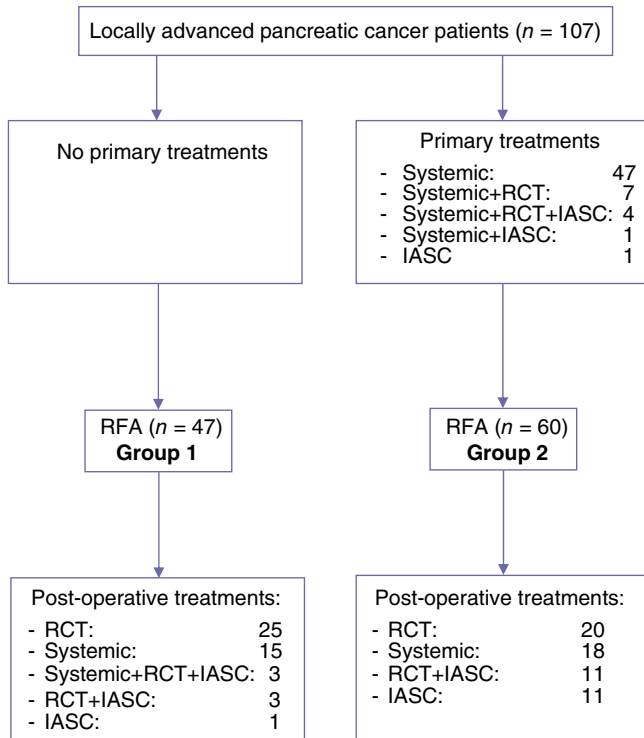 Locally advanced pancreatic cancer patients (n = 107)
No primary treatments
Primary treatments
- Systemic: 47
- Systemic+RCT: 7
- Systemic+RCT+IASC: 4
- Systemic+IASC: 1
- IASC 1
RFA (n = 47)
Group 1
RFA (n = 60)
Group 2
Post-operative treatments:
- RCT: 25
- Systemic: 15
- Systemic+RCT+IASC: 3
- RCT+IASC: 3
- IASC: 1
Post-operative treatments:
- RCT: 20
- Systemic: 18
- RCT+IASC: 11
- IASC: 11